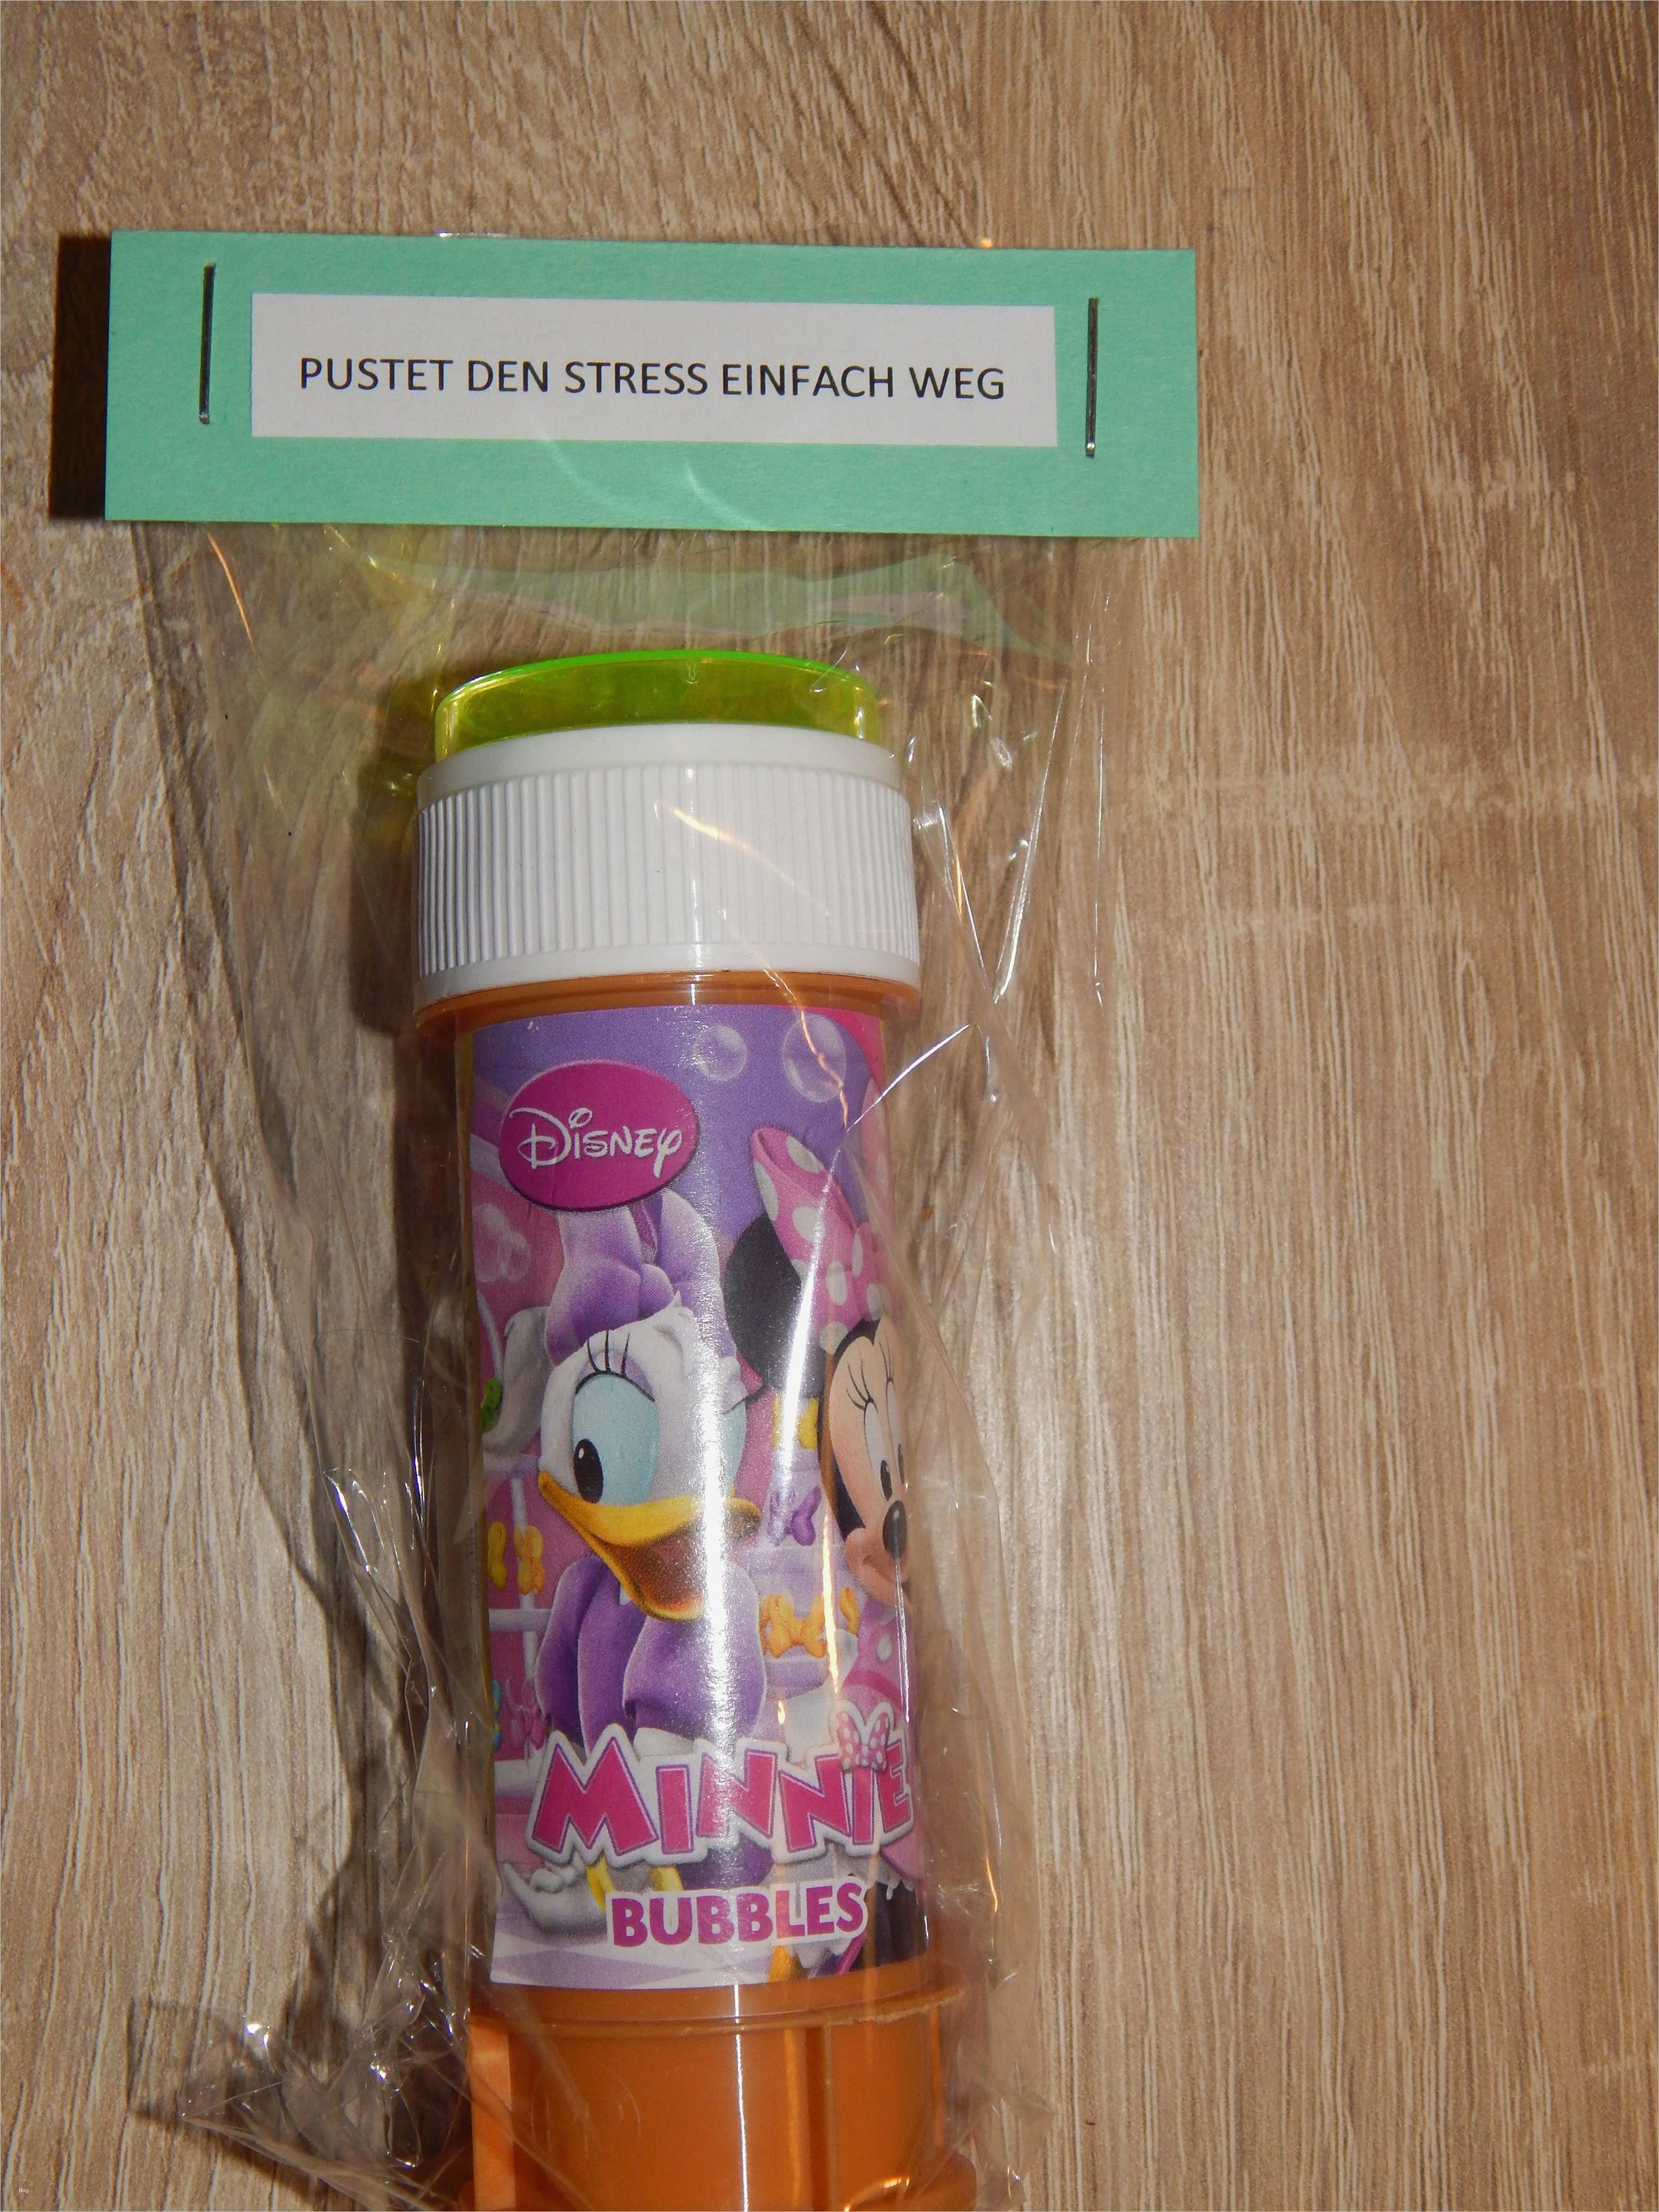 PUSTET DEN STRESS EINFACH WEG
Disney
MINNIE
BUBBLES